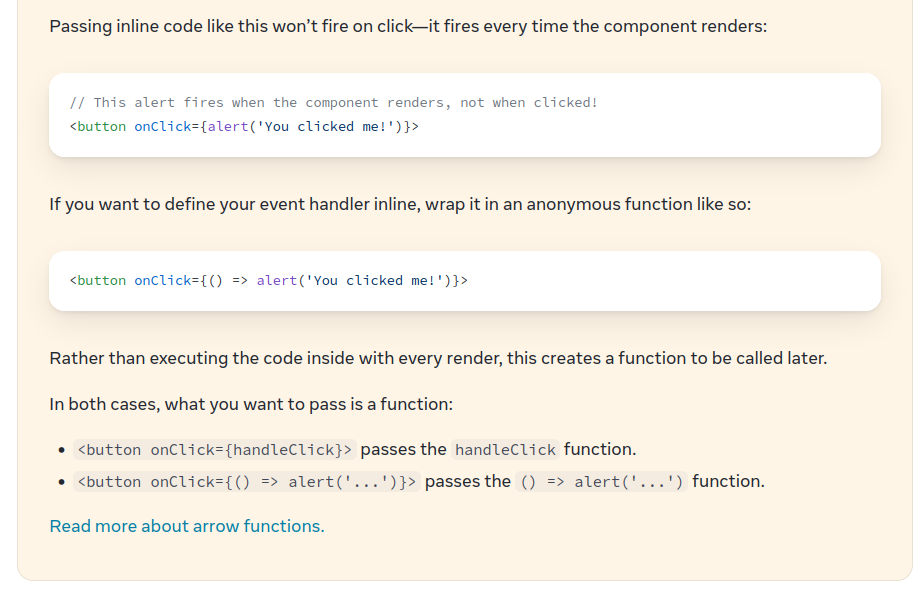 Passing inline code like this won’t fire on click—it fires every time the component renders:
// This alert fires when the component renders, not when clicked!
<button onClick={alert('You clicked me!')}>
If you want to define your event handler inline, wrap it in an anonymous function like so:
<button onClick={() => alert('You clicked me!')}>
Rather than executing the code inside with every render, this creates a function to be called later.
In both cases, what you want to pass is a function:
• <button onClick={handleClick}> passes the handleClick function.
• <button onClick={() => alert('...')}> passes the () => alert('...') function.
Read more about arrow functions.